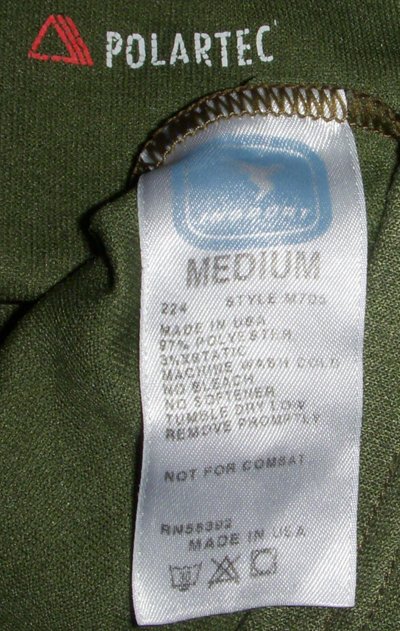 POLARTEC
MEDIUM
224 STYLE M705
MADE IN USA
97% POLYESTER
3% XSTATIC
MACHINE WASH COLD
NO BLEACH
NO SOFTENER
TUMBLE DRY LOW
REMOVE PROMPTLY
NOT FOR COMBAT.
RN55392
MADE IN USA